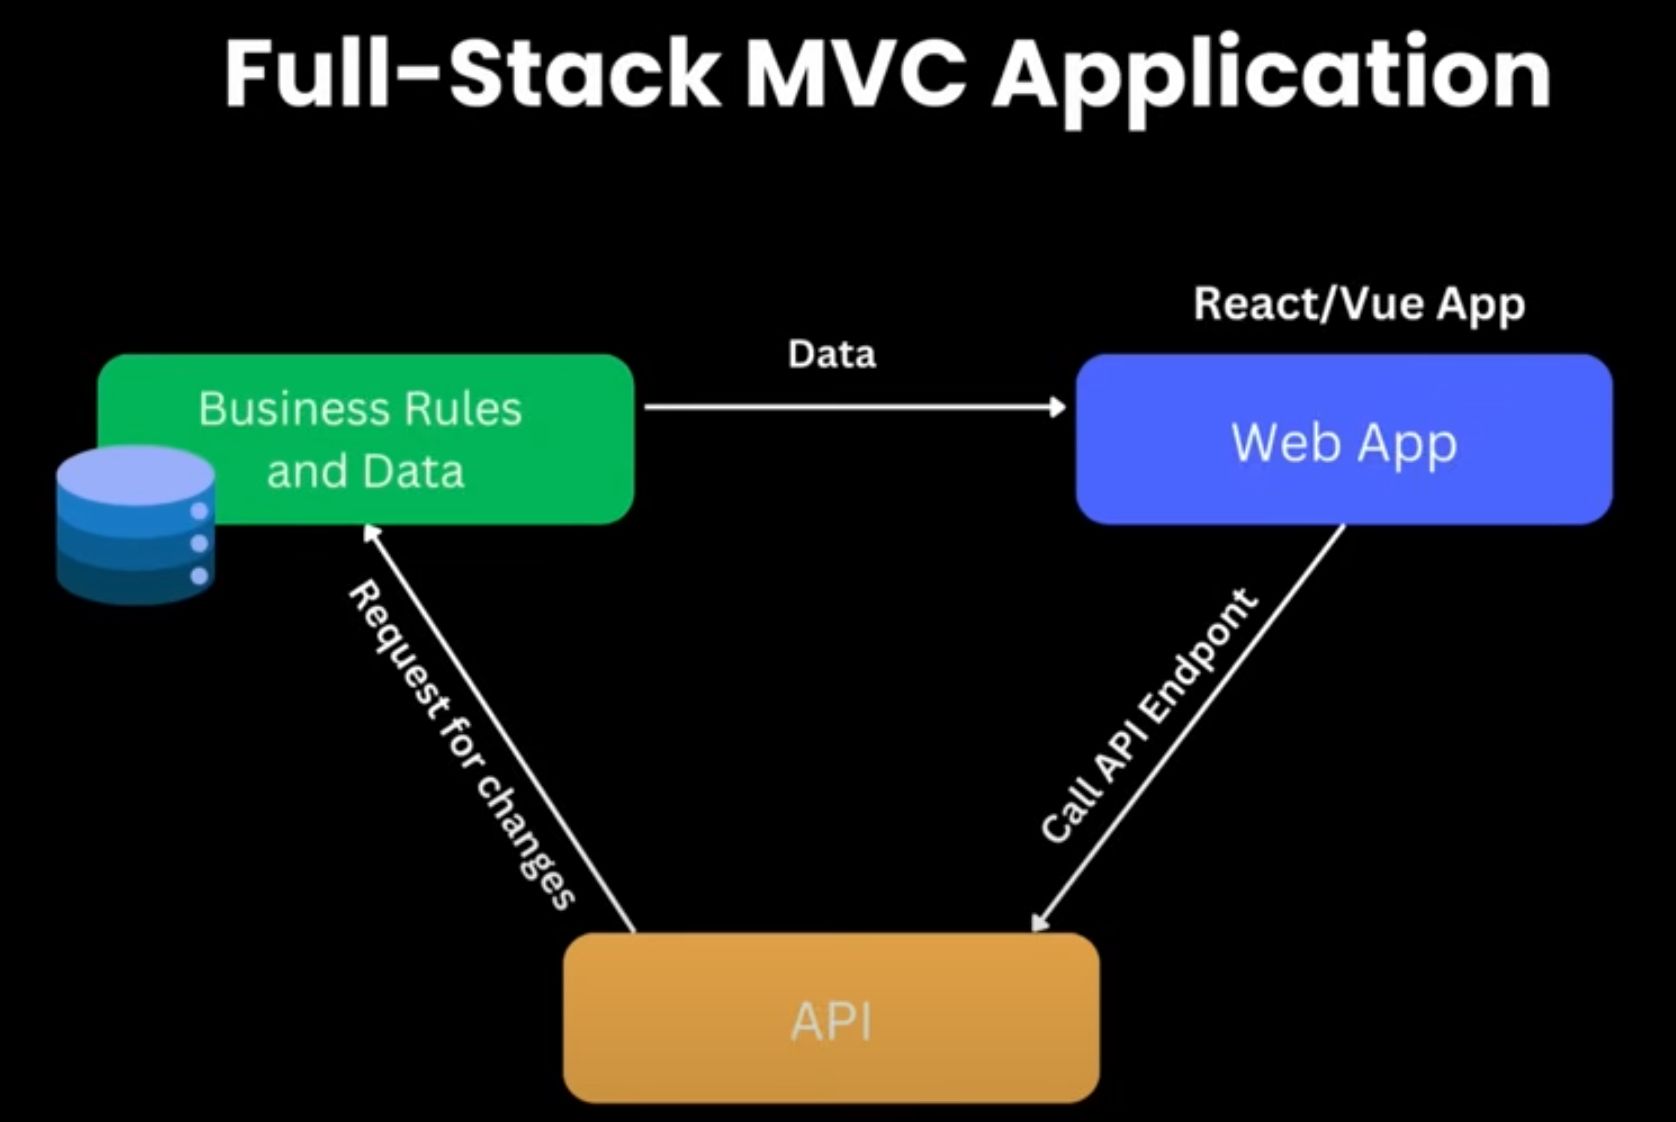 Full-Stack MVC Application
React/Vue App
Data
Business Rules
and Data
Web App
Request for changes
Call API Endpont
API